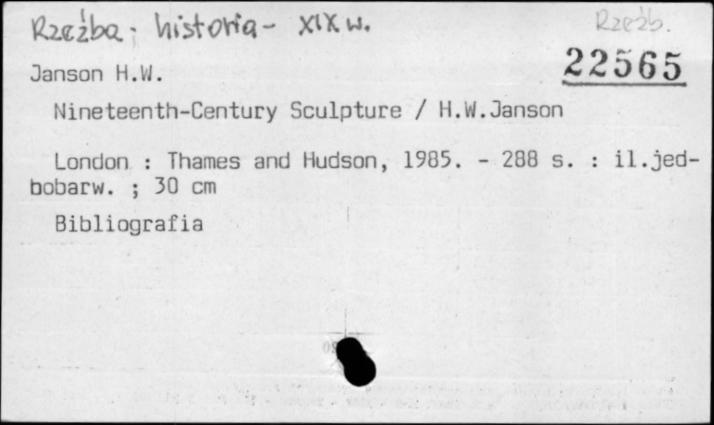 Rzeźba; historia - XIX w.
Rzeźb.
22565
Janson H.W.
Nineteenth-Century Sculpture / H.W.Janson
London : Thames and Hudson, 1985. - 288 s. : il.jed-
bobarw. ; 30 cm
Bibliografia